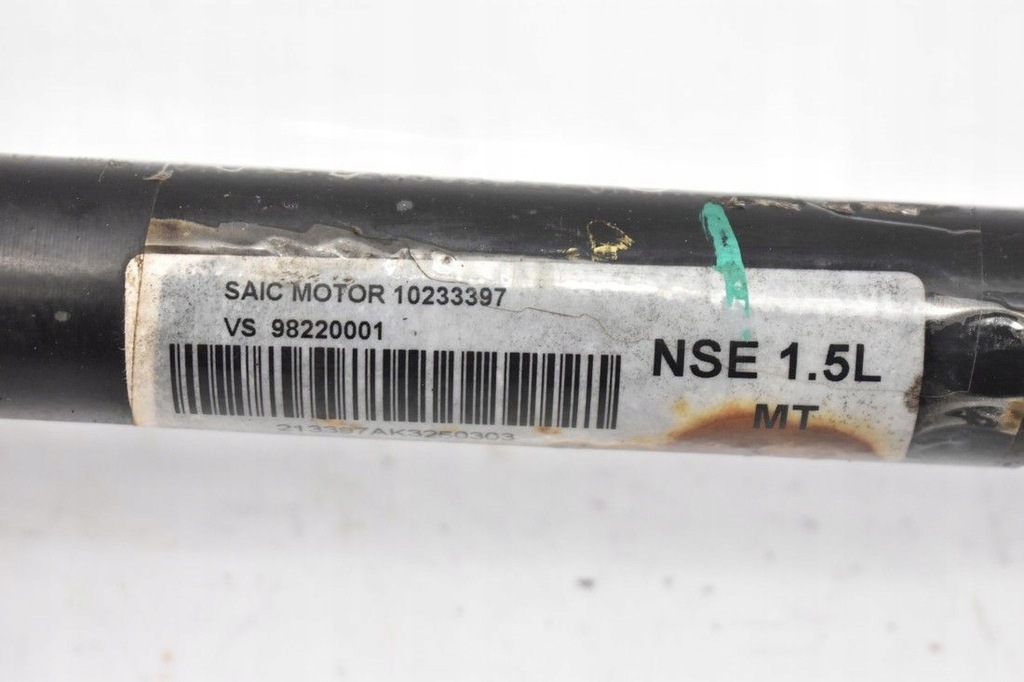 SAIC MOTOR 10233397
VS 98220001
NSE 1.5L
MT